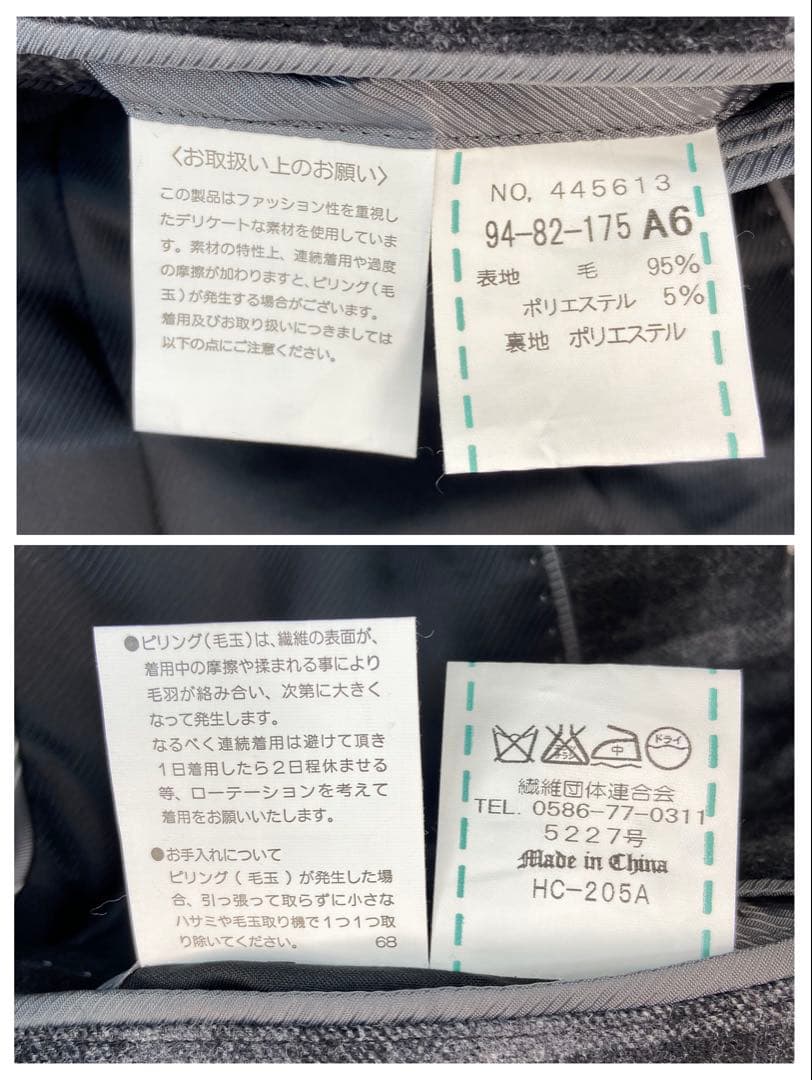 〈お取扱い上のお願い〉
この製品はファッション性を重視し
たデリケートな素材を使用していま
す。素材の特性上、連続着用や過度
の摩擦が加わりますと、ピリング(毛
玉)が発生する場合がございます。
着用及びお取り扱いにつきましては
以下の点にご注意ください。
NO, 445613
94-82-175 A6
表地 毛 95%
ポリエステル 5%
裏地 ポリエステル
●ピリング(毛玉)は、繊維の表面が、
着用中の摩擦や揉まれる事により
毛羽が絡み合い、次第に大きく
なって発生します。
なるべく連続着用は避けて頂き
1日着用したら2日程休ませる
等、ローテーションを考えて
着用をお願いいたします。
●お手入れについて
ピリング(毛玉)が発生した場
合、引っ張って取らずに小さな
ハサミや毛玉取り機で1つ1つ取
り除いてください。 68
エンソサラシ 中 ドライ
繊維団体連合会
TEL. 0586-77-0311
5227号
Made in China
HC-205A